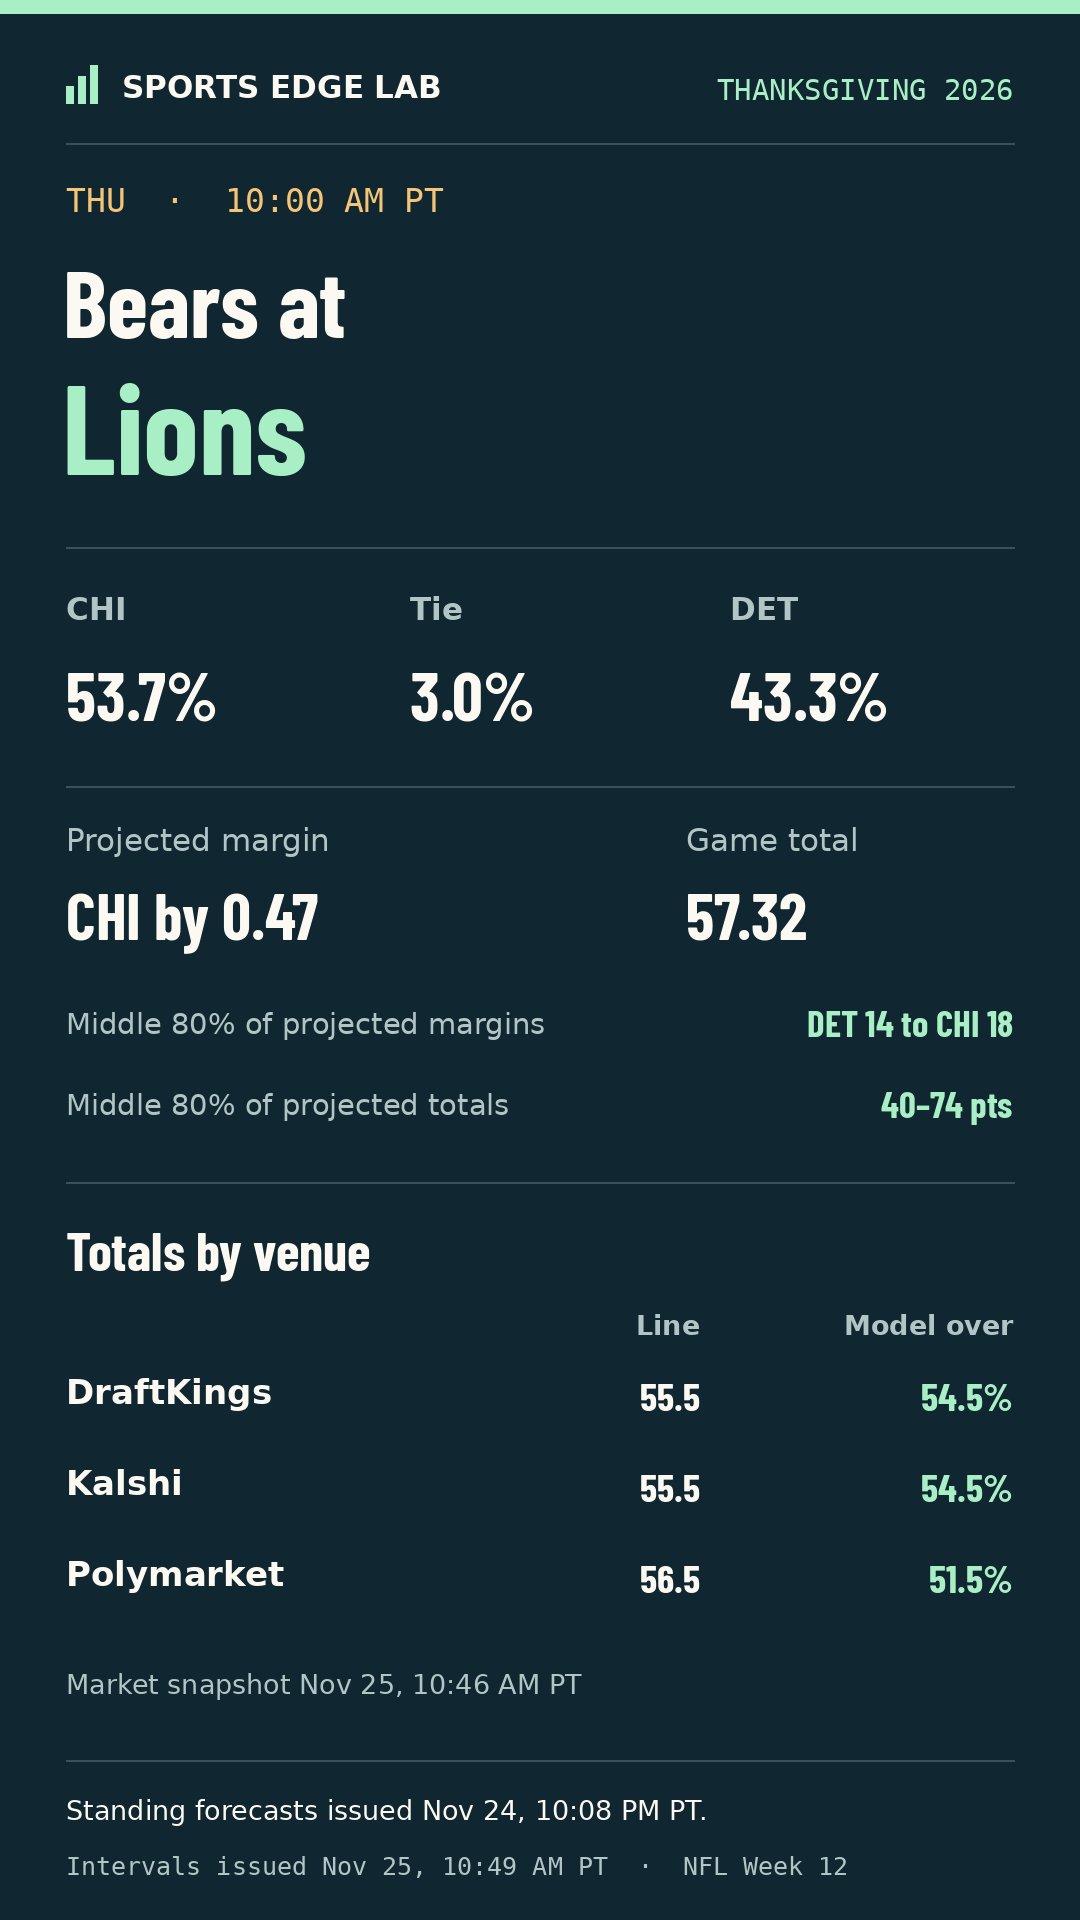 SPORTS EDGE LAB
THANKSGIVING 2026
THU · 10:00 AM PT
Bears at
Lions
CHI Tie DET
53.7% 3.0% 43.3%
Projected margin Game total
CHI by 0.47 57.32
Middle 80% of projected margins DET 14 to CHI 18
Middle 80% of projected totals 40–74 pts
Totals by venue
Line Model over
DraftKings 55.5 54.5%
Kalshi 55.5 54.5%
Polymarket 56.5 51.5%
Market snapshot Nov 25, 10:46 AM PT
Standing forecasts issued Nov 24, 10:08 PM PT.
Intervals issued Nov 25, 10:49 AM PT · NFL Week 12